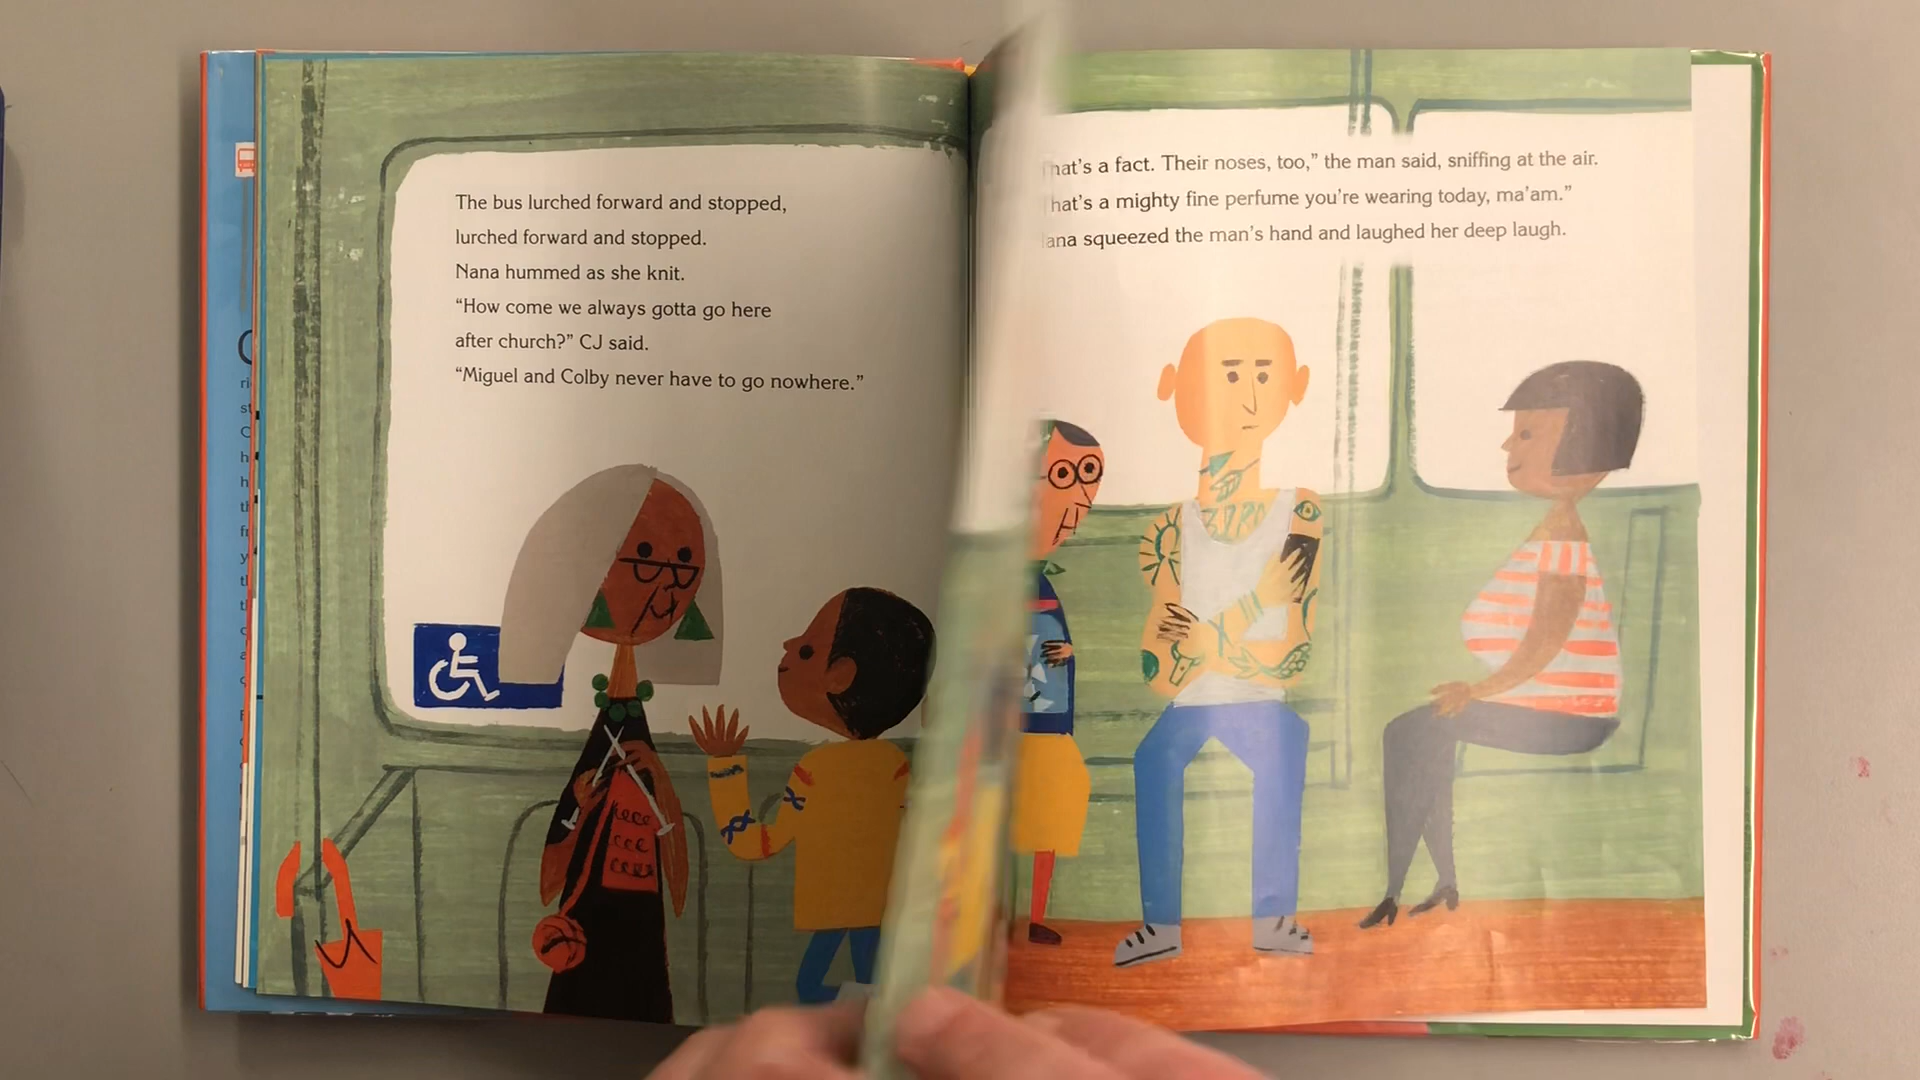 The bus lurched forward and stopped,
lurched forward and stopped.
Nana hummed as she knit.
“How come we always gotta go here
after church?” CJ said.
“Miguel and Colby never have to go nowhere.”
a fact. Their noses, too,” the man said, sniffing at the air.
a mighty fine perfume you’re wearing today, ma’am.”
squeezed the man’s hand and laughed her deep laugh.